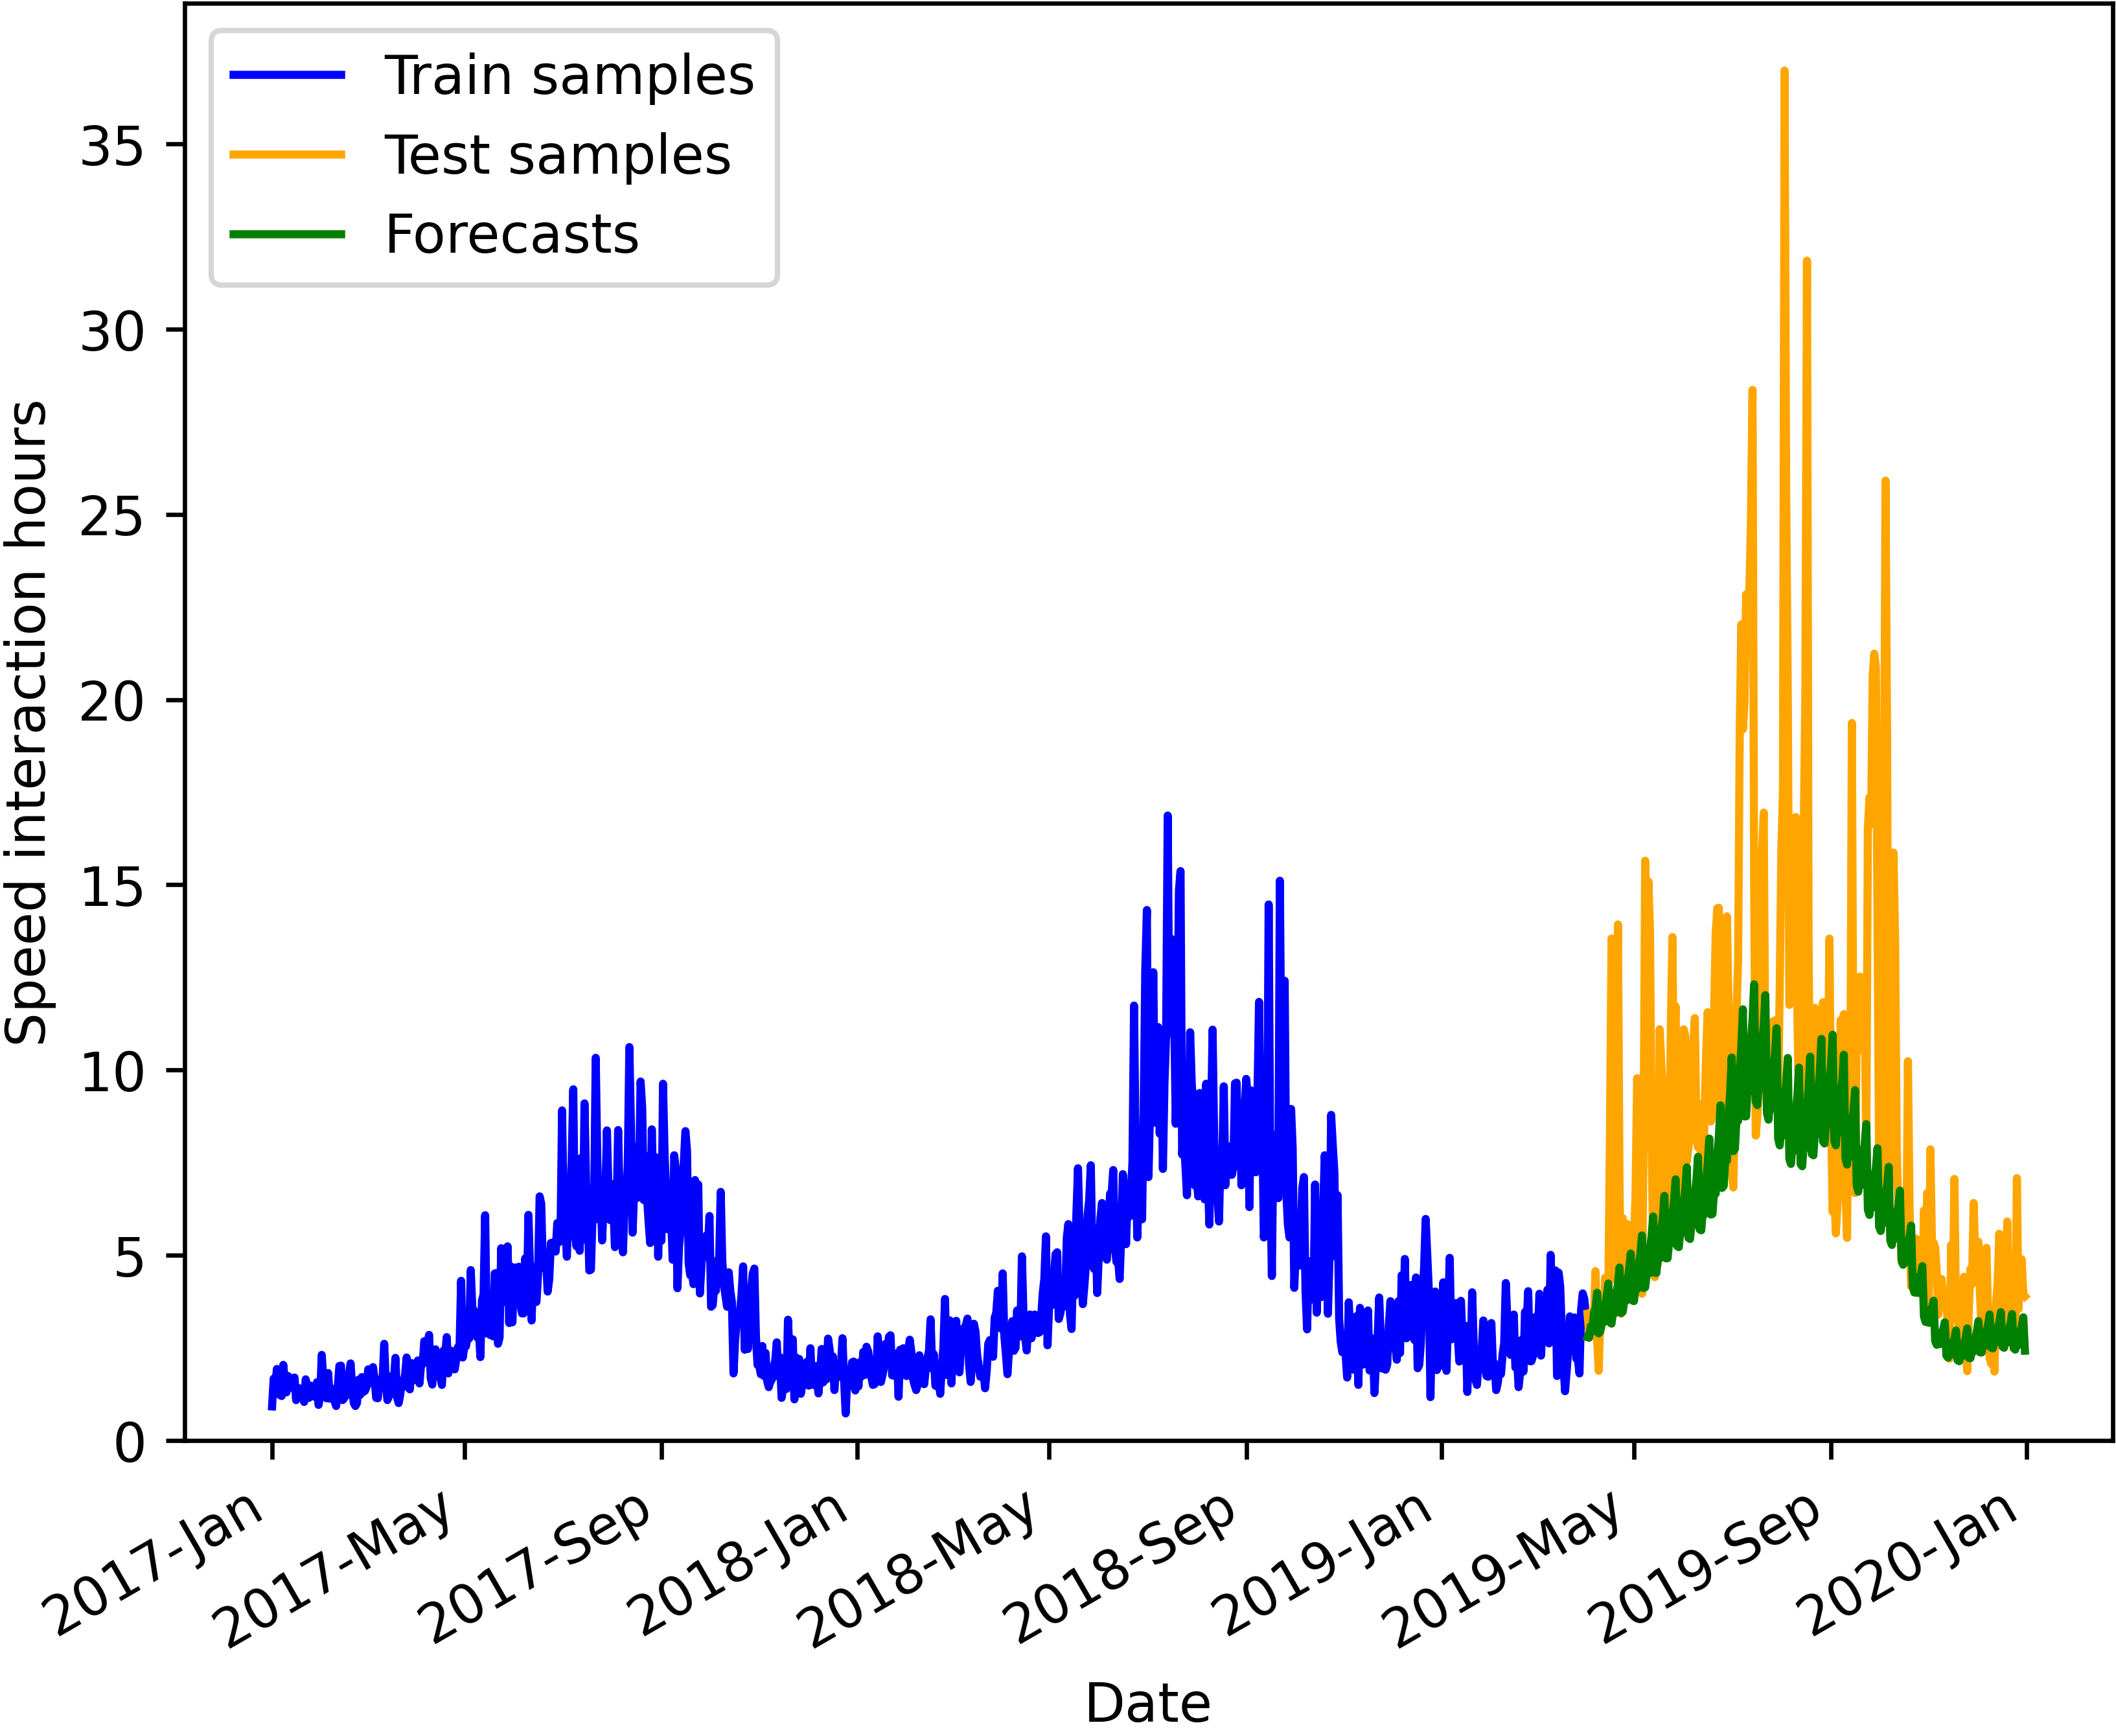 Train samples
Test samples
Forecasts
Speed interaction hours
35
30
25
20
15
10
5
0
2017-Jan
2017-May
2017-Sep
2018-Jan
2018-May
2018-Sep
2019-Jan
2019-May
2019-Sep
2020-Jan
Date